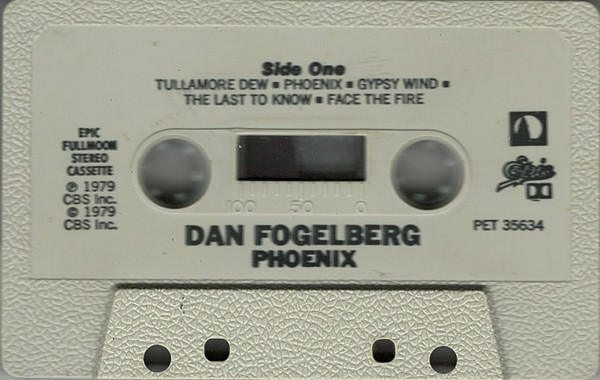 Side One
TULLAMORE DEW ■ PHOENIX ■ GYPSY WIND ■
THE LAST TO KNOW ■ FACE THE FIRE
EPIC
FULLMOON
STEREO
CASSETTE
℗ 1979
CBS Inc.
© 1979
CBS Inc.
Epic
100 50 0
DAN FOGELBERG
PHOENIX
PET 35634